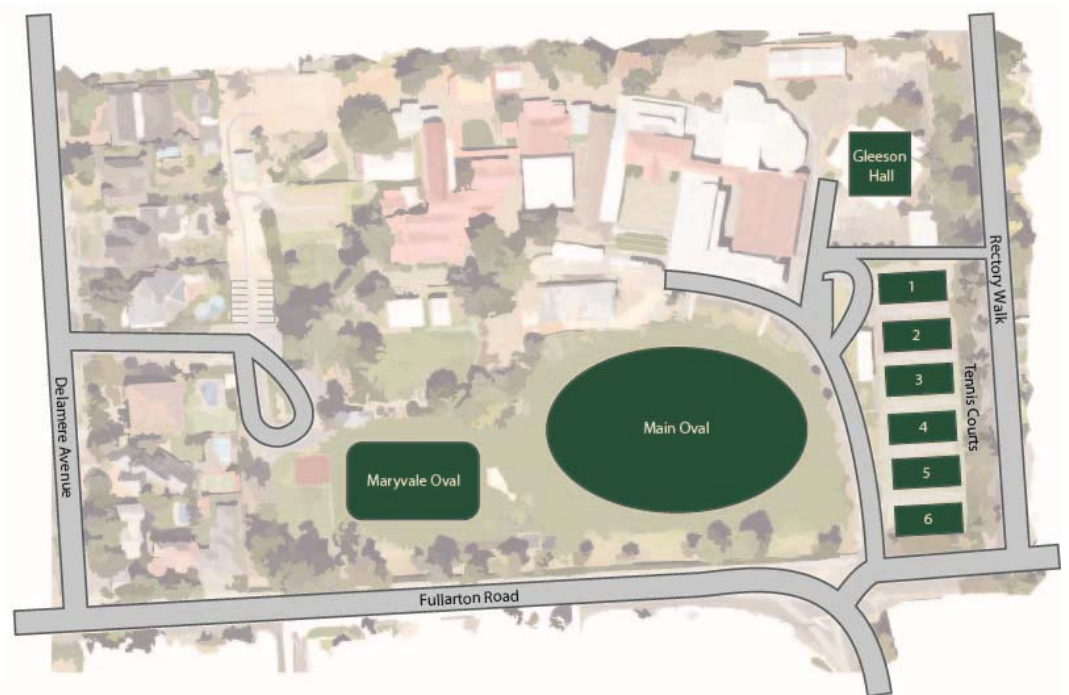 Gleeson
Hall
Rectory Walk
1
2
3
4
5
6
Tennis Courts
Main Oval
Maryvale Oval
Delamere Avenue
Fullarton Road